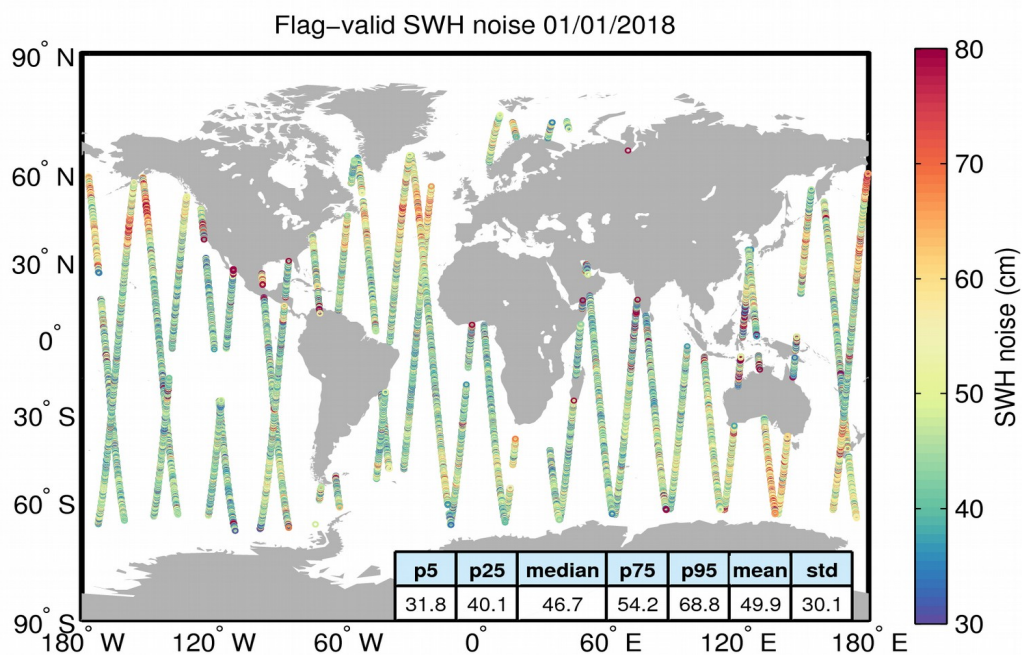 Flag−valid SWH noise 01/01/2018
90° N
60° N
30° N
0°
30° S
60° S
90° S
180° W
120° W
60° W
0°
60° E
120° E
180° E
80
70
60
50
40
30
SWH noise (cm)
p5 p25 median p75 p95 mean std
31.8 40.1 46.7 54.2 68.8 49.9 30.1